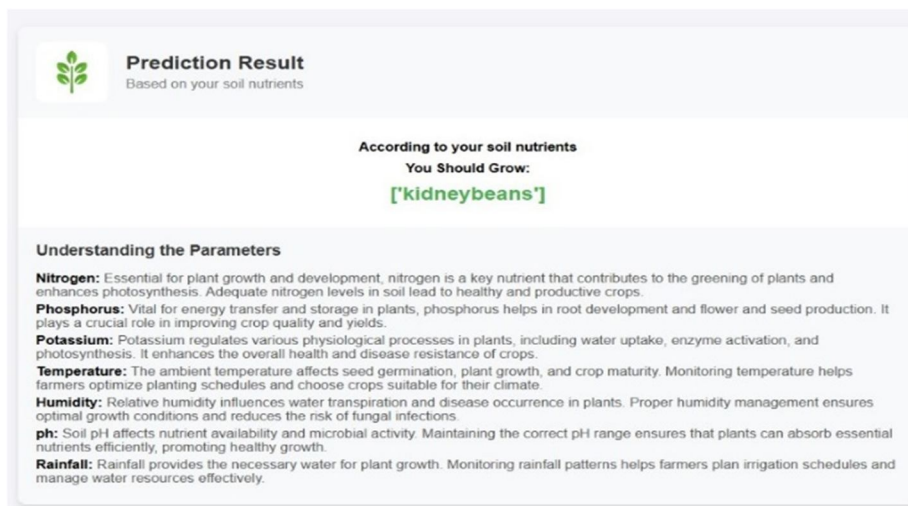 Prediction Result
Based on your soil nutrients
According to your soil nutrients
You Should Grow:
['kidneybeans']
Understanding the Parameters
Nitrogen: Essential for plant growth and development, nitrogen is a key nutrient that contributes to the greening of plants and
enhances photosynthesis. Adequate nitrogen levels in soil lead to healthy and productive crops.
Phosphorus: Vital for energy transfer and storage in plants, phosphorus helps in root development and flower and seed production. It
plays a crucial role in improving crop quality and yields.
Potassium: Potassium regulates various physiological processes in plants, including water uptake, enzyme activation, and
photosynthesis. It enhances the overall health and disease resistance of crops.
Temperature: The ambient temperature affects seed germination, plant growth, and crop maturity. Monitoring temperature helps
farmers optimize planting schedules and choose crops suitable for their climate.
Humidity: Relative humidity influences water transpiration and disease occurrence in plants. Proper humidity management ensures
optimal growth conditions and reduces the risk of fungal infections.
ph: Soil pH affects nutrient availability and microbial activity. Maintaining the correct pH range ensures that plants can absorb essential
nutrients efficiently, promoting healthy growth.
Rainfall: Rainfall provides the necessary water for plant growth. Monitoring rainfall patterns helps farmers plan irrigation schedules and
manage water resources effectively.